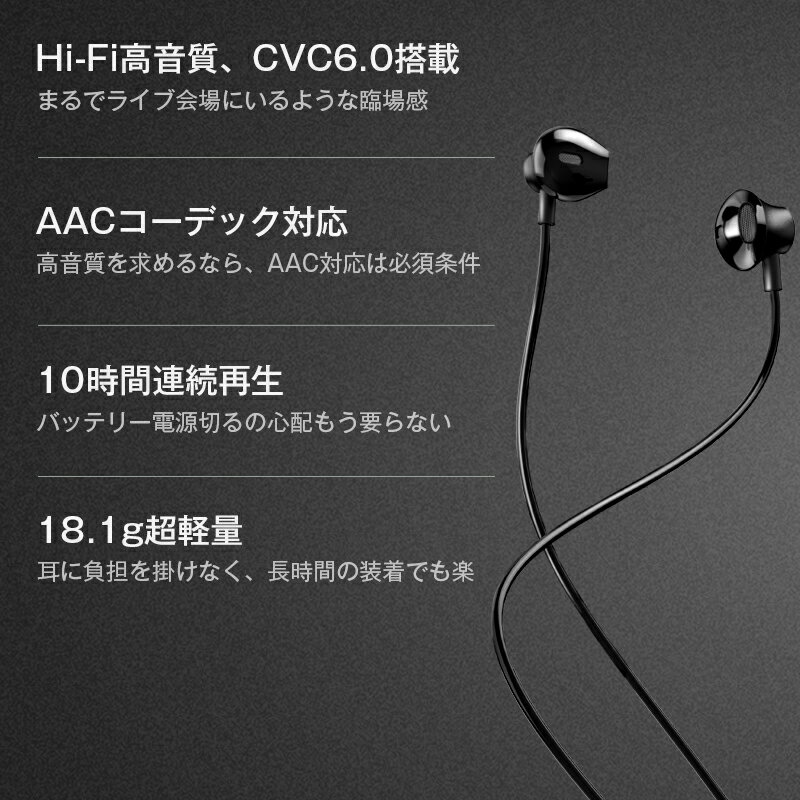 Hi-Fi高音質、CVC6.0搭載
まるでライブ会場にいるような臨場感
AACコーデック対応
高音質を求めるなら、AAC対応は必須条件
10時間連続再生
バッテリー電源切るの心配もう要らない
18.1g超軽量
耳に負担を掛けなく、長時間の装着でも楽